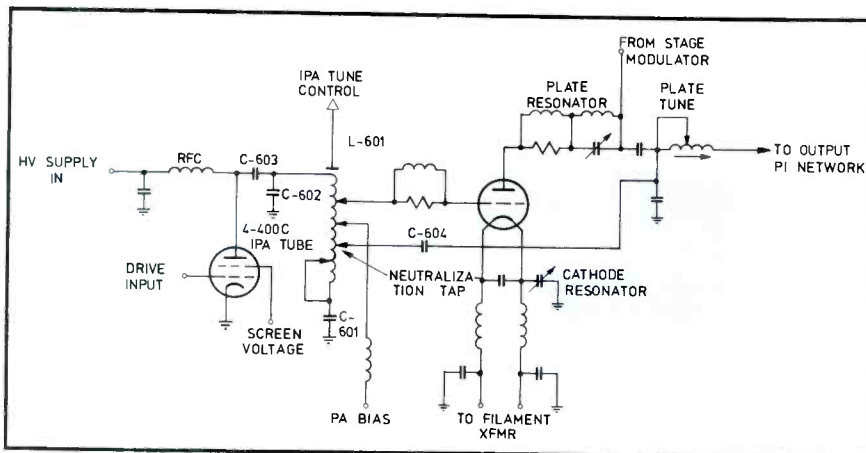 FROM STAGE
MODULATOR
IPA TUNE
CONTROL
PLATE
RESONATOR
PLATE
TUNE
L-601
HV SUPPLY
IN
RFC
C-603
TO OUTPUT
PI NETWORK
C-602
4-400C
IPA TUBE
C-604
DRIVE
INPUT
NEUTRALIZA-
TION TAP
CATHODE
RESONATOR
SCREEN
VOLTAGE
C-
601
PA BIAS
TO FILAMENT
XFMR